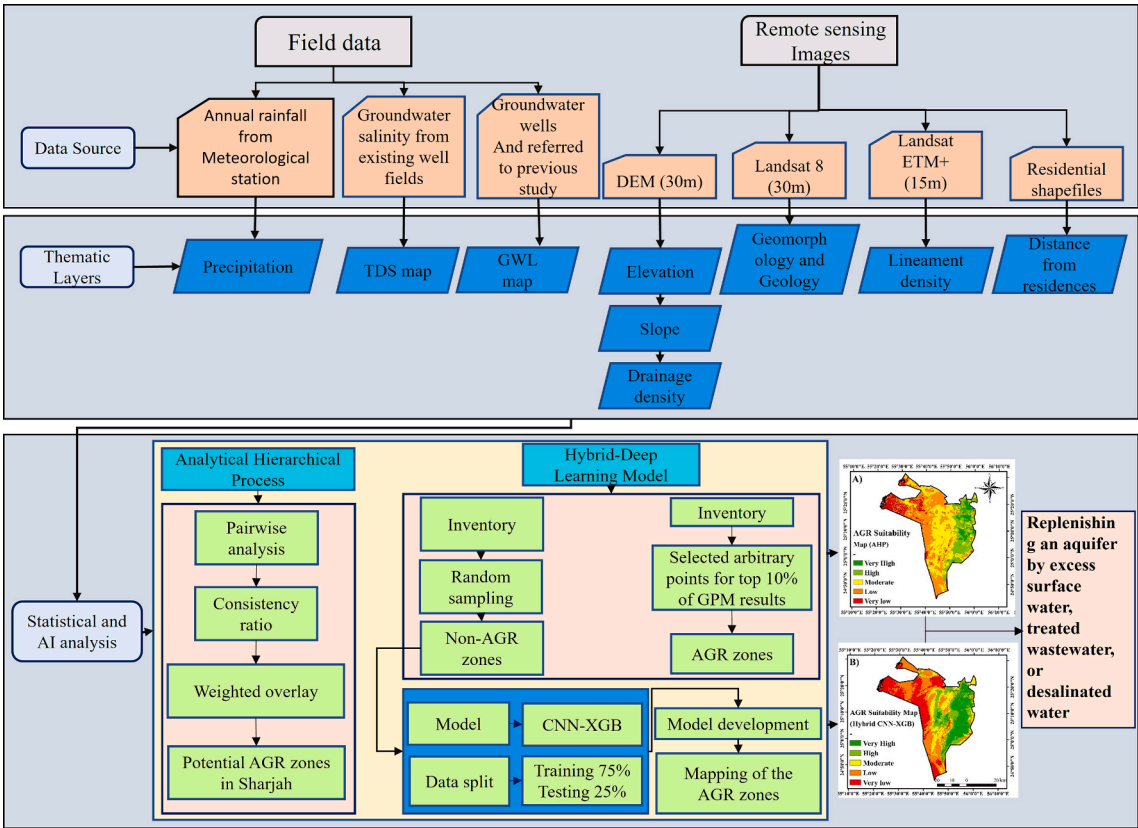 Field data
Remote sensing
Images
Data Source
Annual rainfall
from
Meteorological
station
Groundwater
salinity from
existing well
fields
Groundwater
wells
And referred
to previous
study
DEM (30m)
Landsat 8
(30m)
Landsat
ETM+
(15m)
Residential
shapefiles
Thematic
Layers
Precipitation
TDS map
GWL
map
Elevation
Geomorph
ology and
Geology
Lineament
density
Distance
from
residences
Slope
Drainage
density
Statistical and
AI analysis
Analytical Hierarchical
Process
Pairwise
analysis
Consistency
ratio
Weighted overlay
Potential AGR zones
in Sharjah
Hybrid-Deep
Learning Model
Inventory
Random
sampling
Non-AGR
zones
Inventory
Selected arbitrary
points for top 10%
of GPM results
AGR zones
Model
CNN-XGB
Data split
Training 75%
Testing 25%
Model development
Mapping of the
AGR zones
A)
AGR Suitability
Map (AHP)
Very High
High
Moderate
Low
Very low
B)
AGR Suitability Map
(Hybrid CNN-XGB)
Very High
High
Moderate
Low
Very low
Replenishin
g an aquifer
by excess
surface
water,
treated
wastewater,
or
desalinated
water